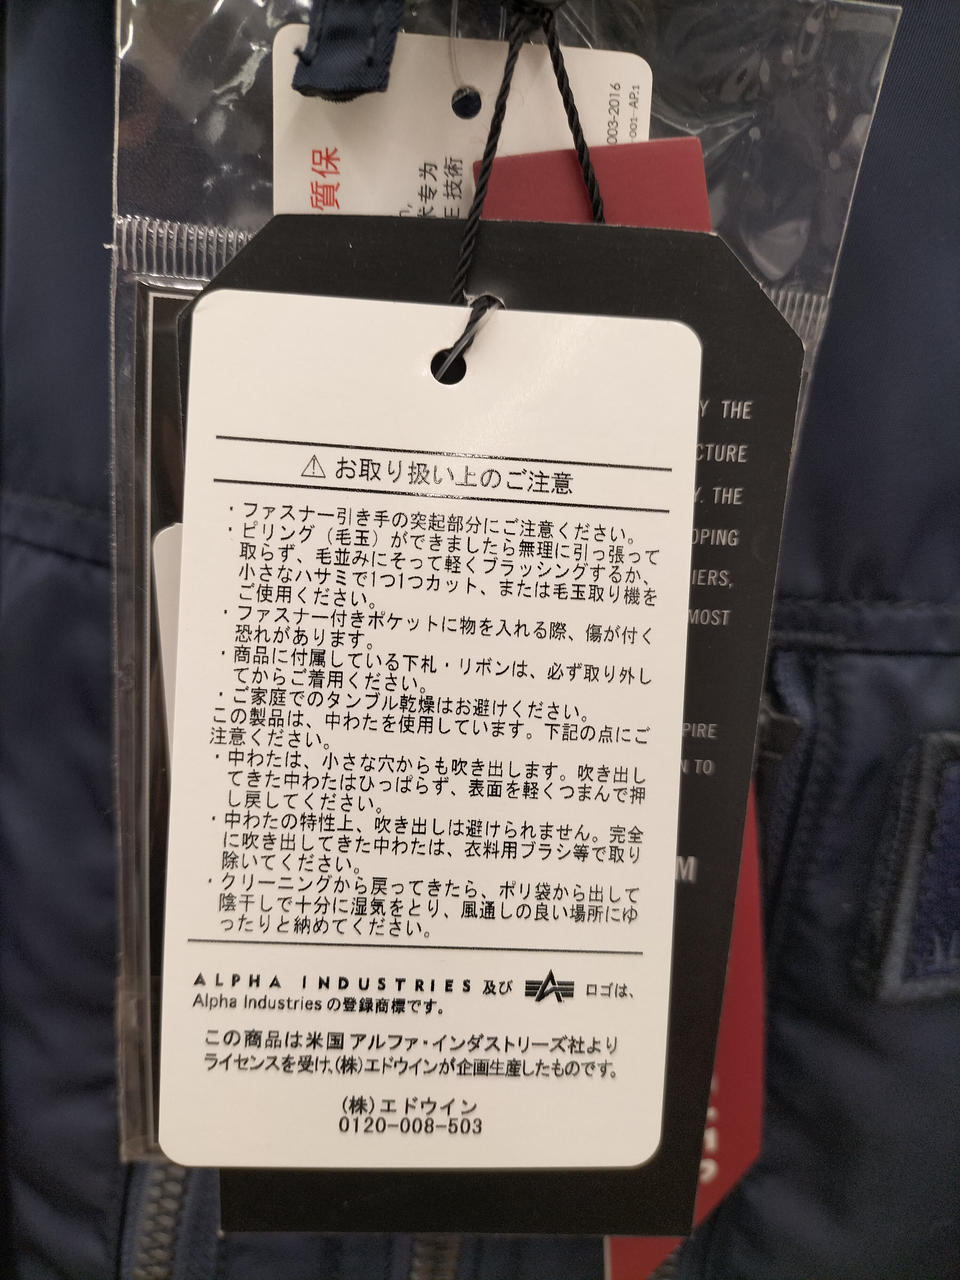 003-2016
-001-AP.1
質保
术专为
E 技術
Y THE
CTURE
Y. THE
OPING
IERS,
MOST
PIRE
N TO
M
⚠ お取り扱い上のご注意
・ファスナー引き手の突起部分にご注意ください。
・ピリング（毛玉）ができましたら無理に引っ張って
取らず、毛並みにそって軽くブラッシングするか、
小さなハサミで1つ1つカット、または毛玉取り機を
ご使用ください。
・ファスナー付きポケットに物を入れる際、傷が付く
恐れがあります。
・商品に付属している下札・リボンは、必ず取り外し
てからご着用ください。
・ご家庭でのタンブル乾燥はお避けください。
この製品は、中わたを使用しています。下記の点にご
注意ください。
・中わたは、小さな穴からも吹き出します。吹き出し
てきた中わたはひっぱらず、表面を軽くつまんで押
し戻してください。
・中わたの特性上、吹き出しは避けられません。完全
に吹き出してきた中わたは、衣料用ブラシ等で取り
除いてください。
・クリーニングから戻ってきたら、ポリ袋から出して
陰干しで十分に湿気をとり、風通しの良い場所にゆ
ったりと納めてください。
ALPHA INDUSTRIES 及び ロゴは、
Alpha Industries の登録商標です。
この商品は米国 アルファ・インダストリーズ社より
ライセンスを受け、(株)エドウインが企画生産したものです。
(株)エドウイン
0120-008-503